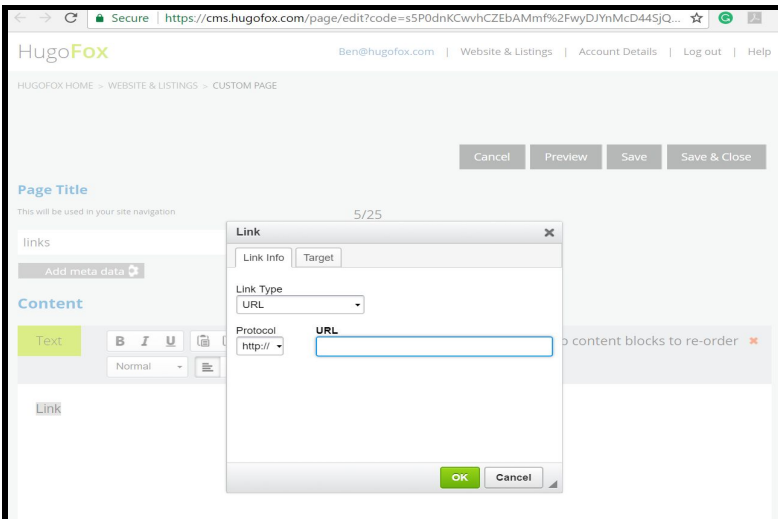 Secure | https://cms.hugofox.com/page/edit?code=s5P0dnKCwvhCZEbAMmf%2FwyDJYnMcD44SjQ...
HugoFox
Ben@hugofox.com | Website & Listings | Account Details | Log out | Help
HUGOFOX HOME > WEBSITE & LISTINGS > CUSTOM PAGE
Cancel Preview Save Save & Close
Page Title
This will be used in your site navigation
5/25
links
Add meta data
Content
Text
B I U
content blocks to re-order
Normal
Link
Link
Link Info Target
Link Type
URL
Protocol URL
http://
OK Cancel